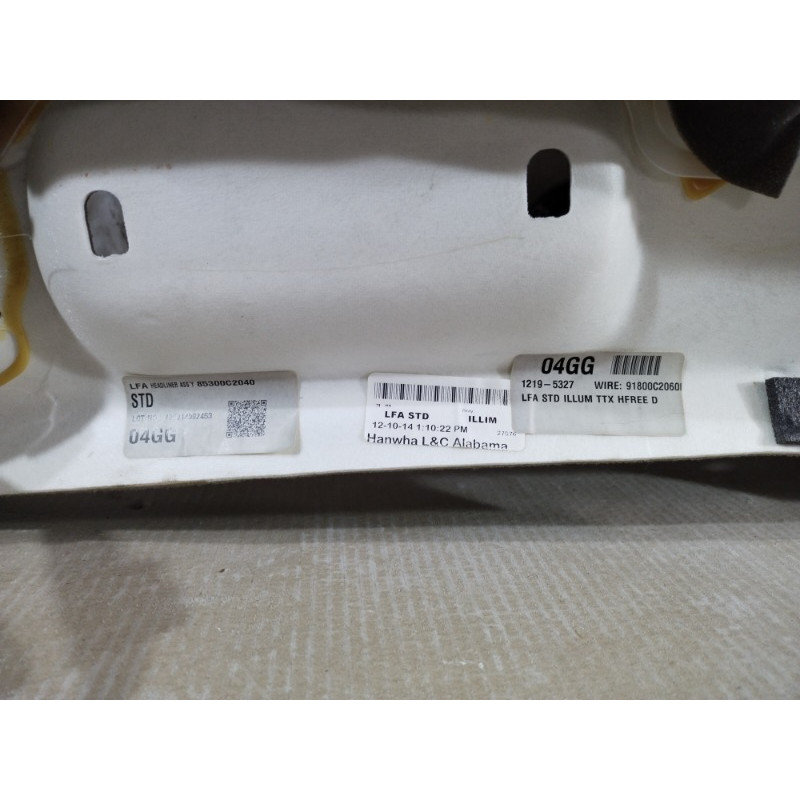 LFA HEADLINER ASS'Y 85300C2040
STD
04GG
LFA STD
ILLIM
12-10-14 1:10:22 PM
27576
Hanwha L&C Alabama
04GG
1219-5327 WIRE: 91800C2060
LFA STD ILLUM TTX HFREE D